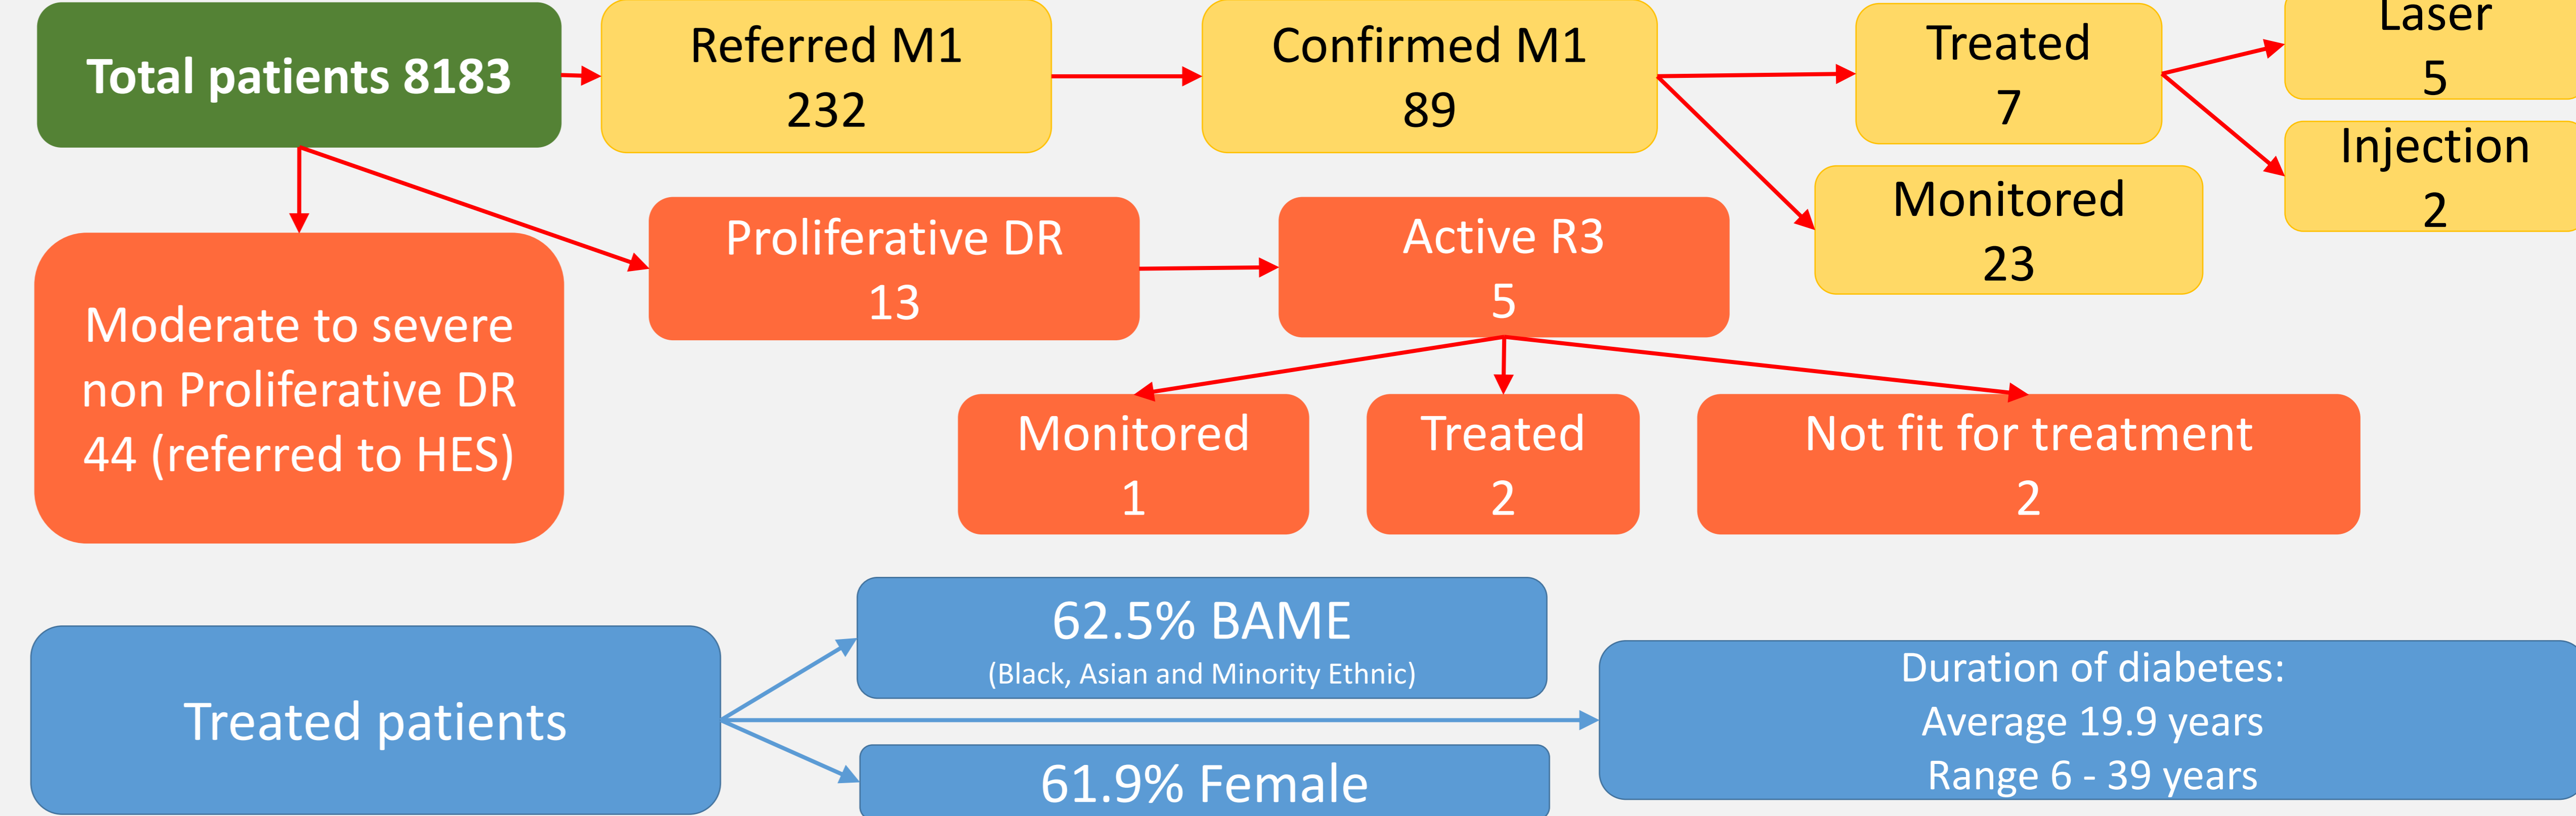 Total patients 8183
Referred M1
232
Confirmed M1
89
Treated
7
Laser
5
Injection
2
Monitored
23
Proliferative DR
13
Active R3
5
Moderate to severe
non Proliferative DR
44 (referred to HES)
Monitored
1
Treated
2
Not fit for treatment
2
Treated patients
62.5% BAME
(Black, Asian and Minority Ethnic)
61.9% Female
Duration of diabetes:
Average 19.9 years
Range 6 - 39 years